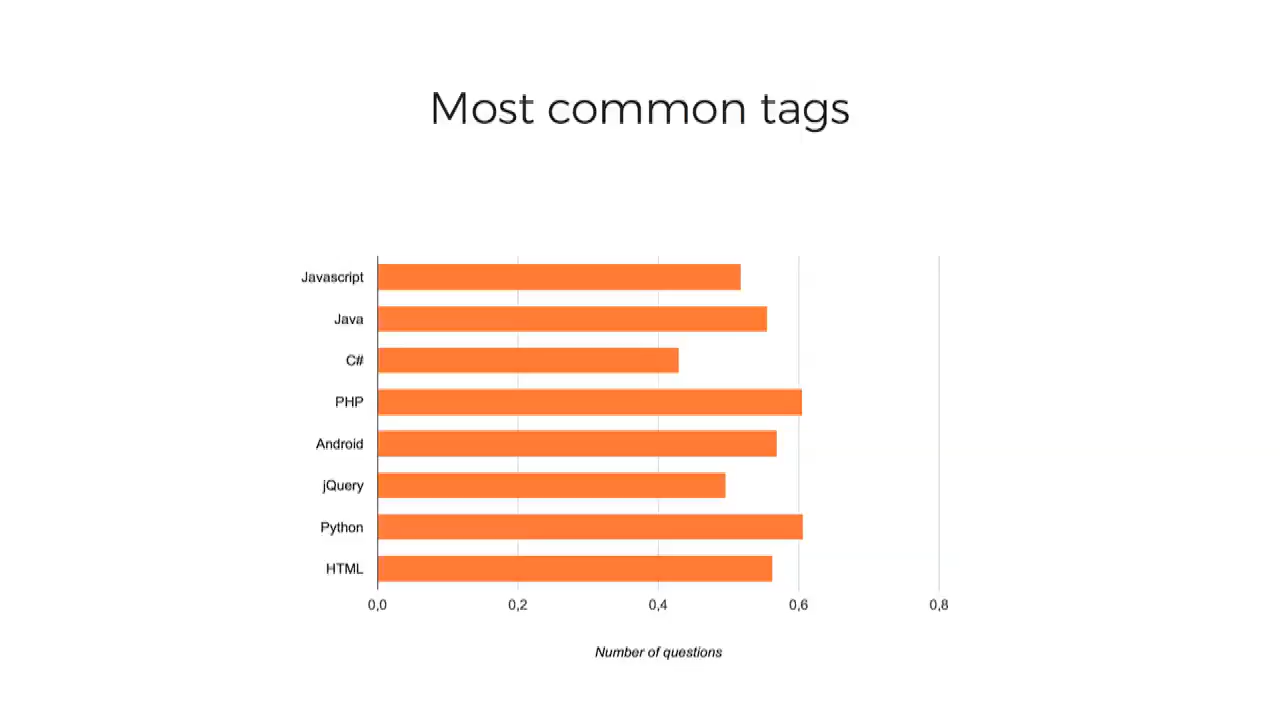 Most common tags
Javascript
Java
C#
PHP
Android
jQuery
Python
HTML
0,0 0,2 0,4 0,6 0,8
Number of questions